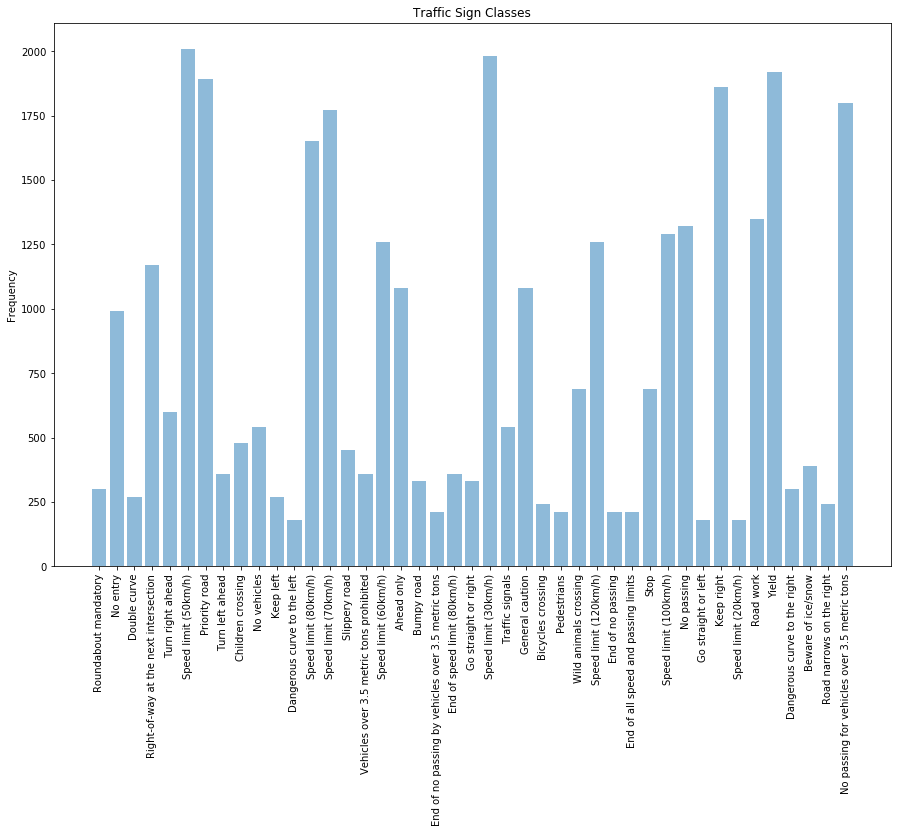 Traffic Sign Classes
Frequency
2000
1750
1500
1250
1000
750
500
250
0
Roundabout mandatory
No entry
Double curve
Right-of-way at the next intersection
Turn right ahead
Speed limit (50km/h)
Priority road
Turn left ahead
Children crossing
No vehicles
Keep left
Dangerous curve to the left
Speed limit (80km/h)
Speed limit (70km/h)
Slippery road
Vehicles over 3.5 metric tons prohibited
Speed limit (60km/h)
Ahead only
Bumpy road
End of no passing by vehicles over 3.5 metric tons
End of speed limit (80km/h)
Go straight or right
Speed limit (30km/h)
Traffic signals
General caution
Bicycles crossing
Pedestrians
Wild animals crossing
Speed limit (120km/h)
End of no passing
End of all speed and passing limits
Stop
Speed limit (100km/h)
No passing
Go straight or left
Keep right
Speed limit (20km/h)
Road work
Yield
Dangerous curve to the right
Beware of ice/snow
Road narrows on the right
No passing for vehicles over 3.5 metric tons